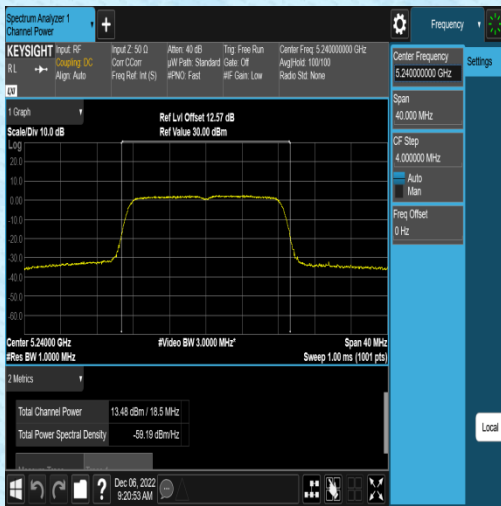 Spectrum Analyzer 1
Channel Power
+
Frequency
KEYSIGHT
R L
LXI
Input: RF
Coupling: DC
Align: Auto
Input Z: 50 Ω
Corr CCorr
Freq Ref: Int (S)
Atten: 40 dB
µW Path: Standard
#PNO: Fast
Trig: Free Run
Gate: Off
#IF Gain: Low
Center Freq: 5.240000000 GHz
Avg|Hold: 100/100
Radio Std: None
Center Frequency
5.240000000 GHz
Settings
Span
40.000 MHz
CF Step
4.000000 MHz
Auto
Man
Freq Offset
0 Hz
1 Graph
Scale/Div 10.0 dB
Ref Lvl Offset 12.57 dB
Ref Value 30.00 dBm
Log
20.0
10.0
0.00
-10.0
-20.0
-30.0
-40.0
-50.0
-60.0
Center 5.24000 GHz
#Video BW 3.0000 MHz*
Span 40 MHz
#Res BW 1.0000 MHz
Sweep 1.00 ms (1001 pts)
2 Metrics
Total Channel Power 13.48 dBm / 18.5 MHz
Total Power Spectral Density -59.19 dBm/Hz
Local
?
Dec 06, 2022
9:20:53 AM